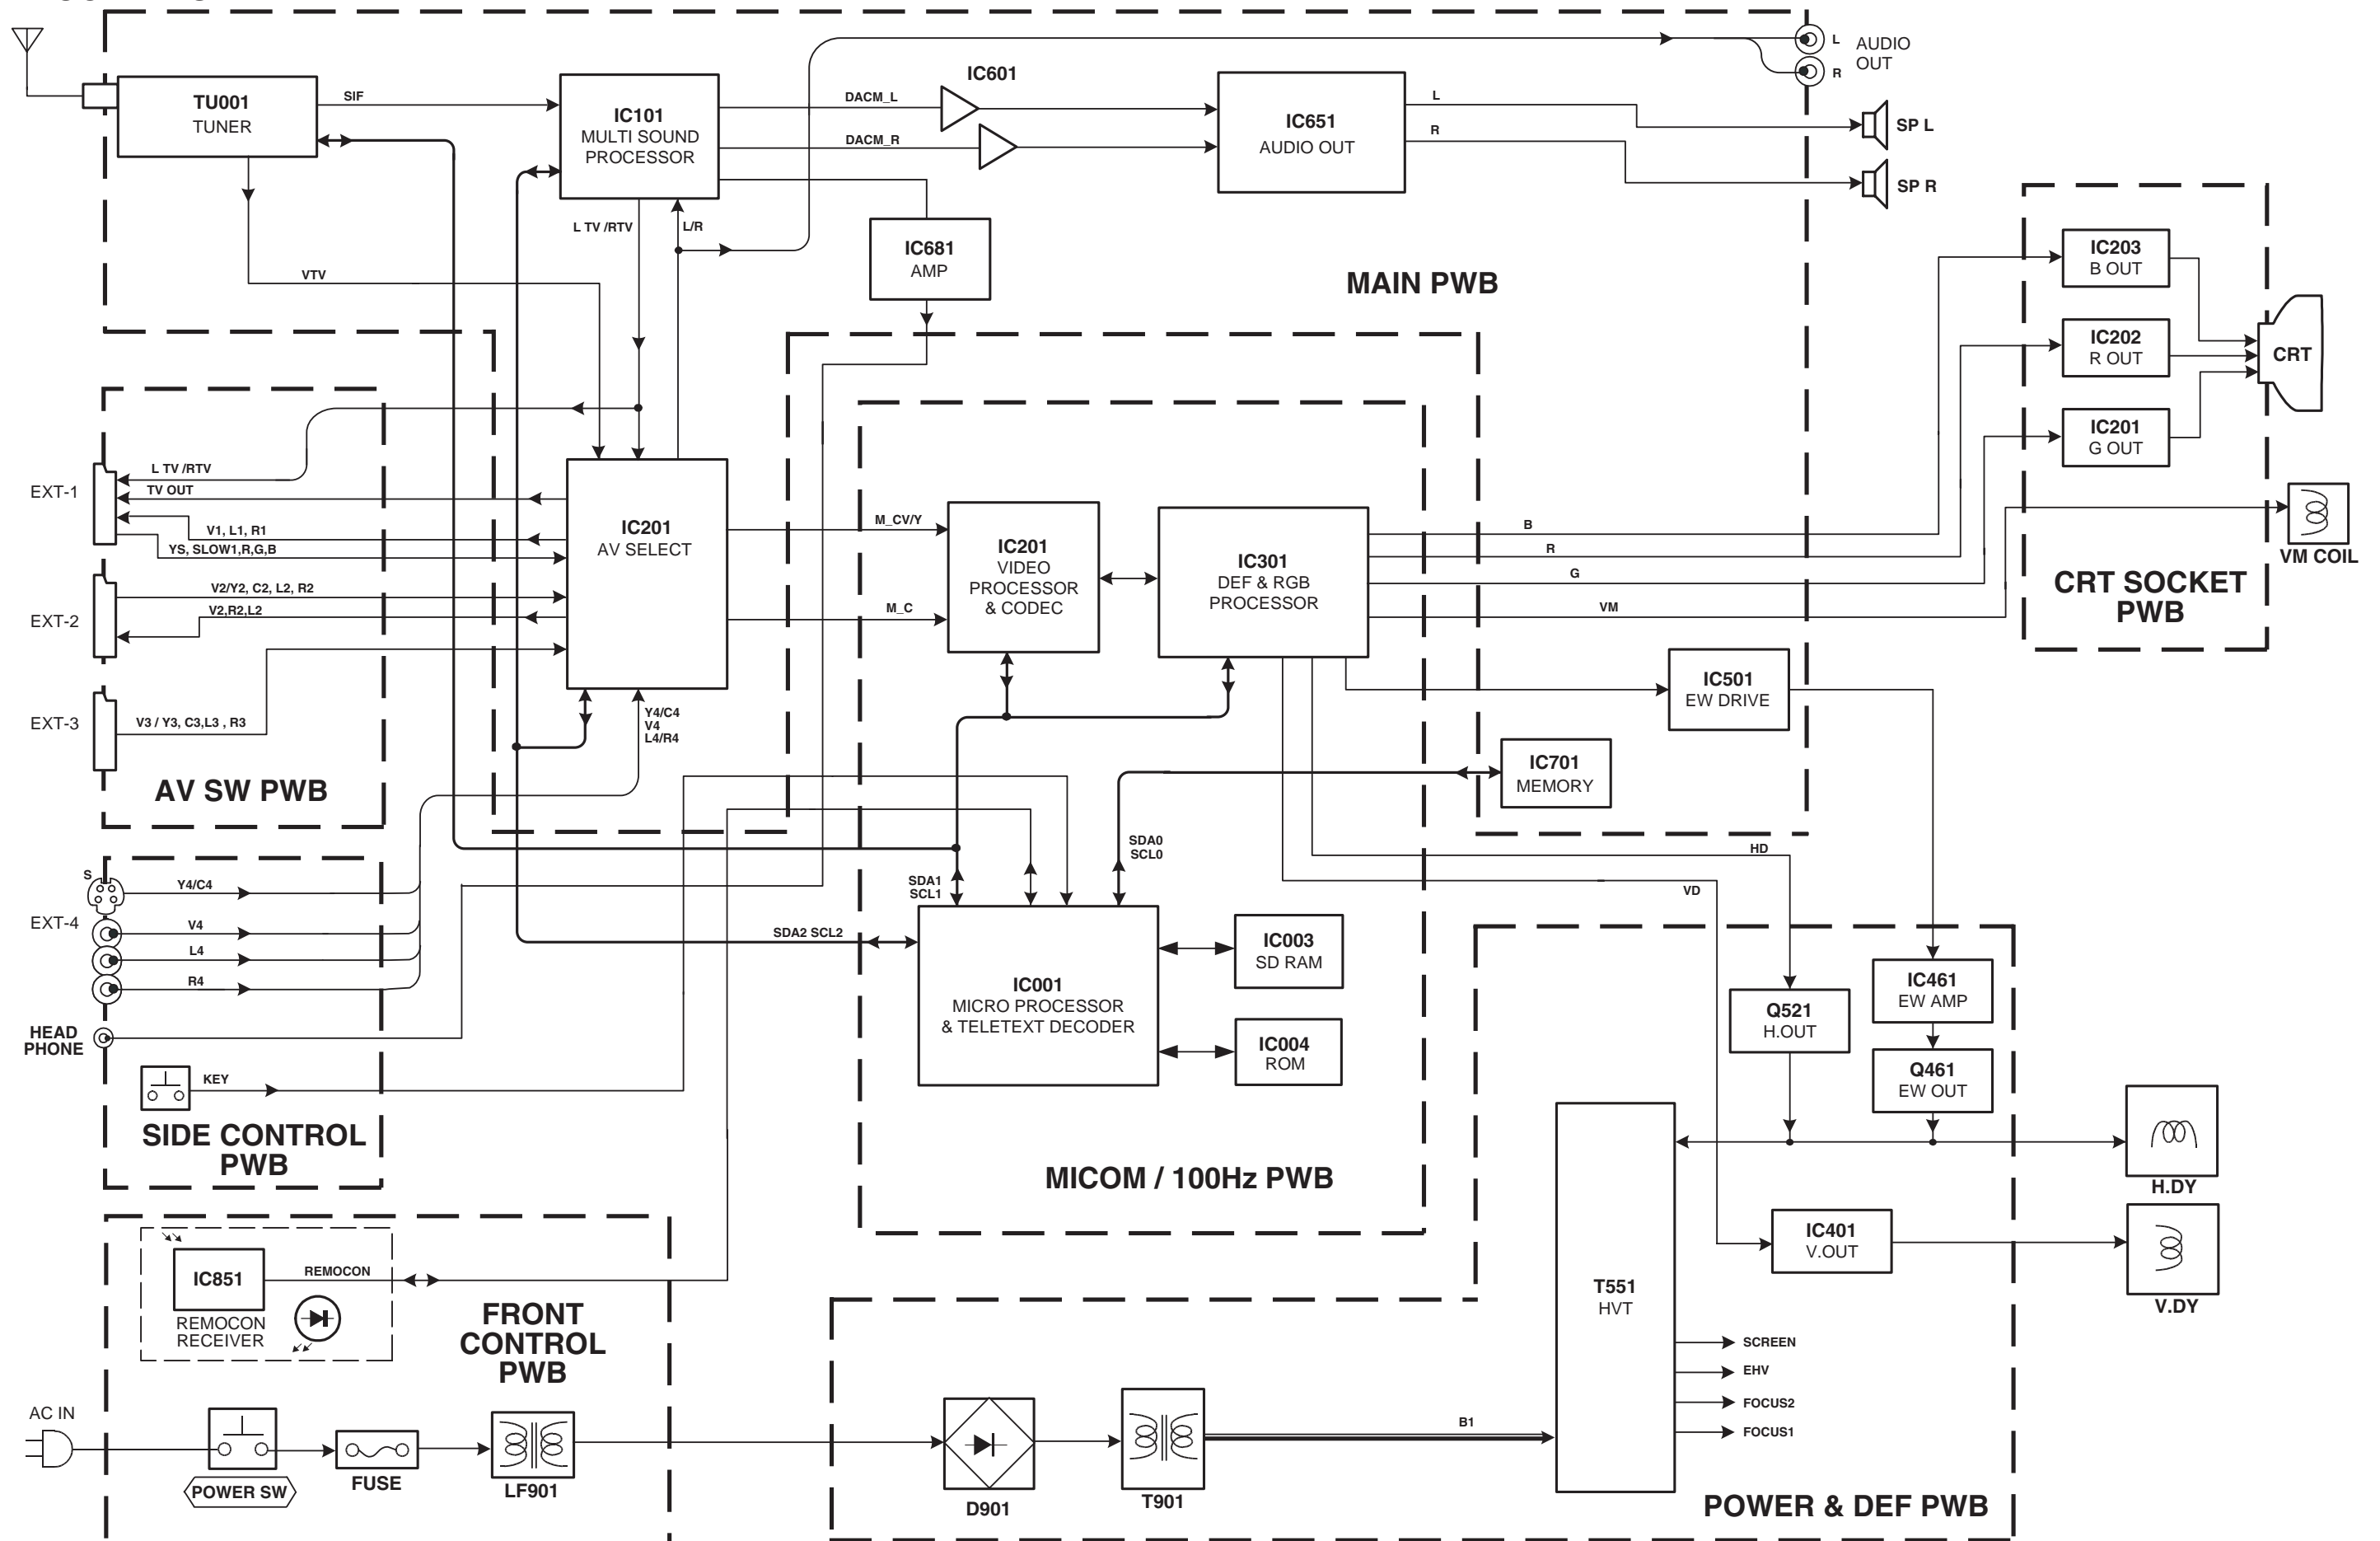 L
AUDIO
OUT
R
TU001
TUNER
SIF
IC101
MULTI SOUND
PROCESSOR
DACM_L
DACM_R
IC601
IC651
AUDIO OUT
L
R
SP L
SP R
L TV /RTV
L/R
IC681
AMP
VTV
MAIN PWB
IC203
B OUT
IC202
R OUT
IC201
G OUT
CRT
VM COIL
CRT SOCKET
PWB
EXT-1
L TV /RTV
TV OUT
V1, L1, R1
YS, SLOW1,R,G,B
EXT-2
V2/Y2, C2, L2, R2
V2,R2,L2
EXT-3
V3 / Y3, C3,L3 , R3
AV SW PWB
IC201
AV SELECT
Y4/C4
V4
L4/R4
M_CV/Y
M_C
IC201
VIDEO
PROCESSOR
& CODEC
IC301
DEF & RGB
PROCESSOR
B
R
G
VM
IC501
EW DRIVE
IC701
MEMORY
SDA0
SCL0
HD
VD
SDA1
SCL1
SDA2 SCL2
S
EXT-4
Y4/C4
V4
L4
R4
HEAD
PHONE
KEY
SIDE CONTROL
PWB
IC001
MICRO PROCESSOR
& TELETEXT DECODER
IC003
SD RAM
IC004
ROM
MICOM / 100Hz PWB
IC461
EW AMP
Q521
H.OUT
Q461
EW OUT
H.DY
IC401
V.OUT
V.DY
T551
HVT
SCREEN
EHV
FOCUS2
FOCUS1
IC851
REMOCON
RECEIVER
REMOCON
FRONT
CONTROL
PWB
AC IN
POWER SW
FUSE
LF901
D901
T901
B1
POWER & DEF PWB